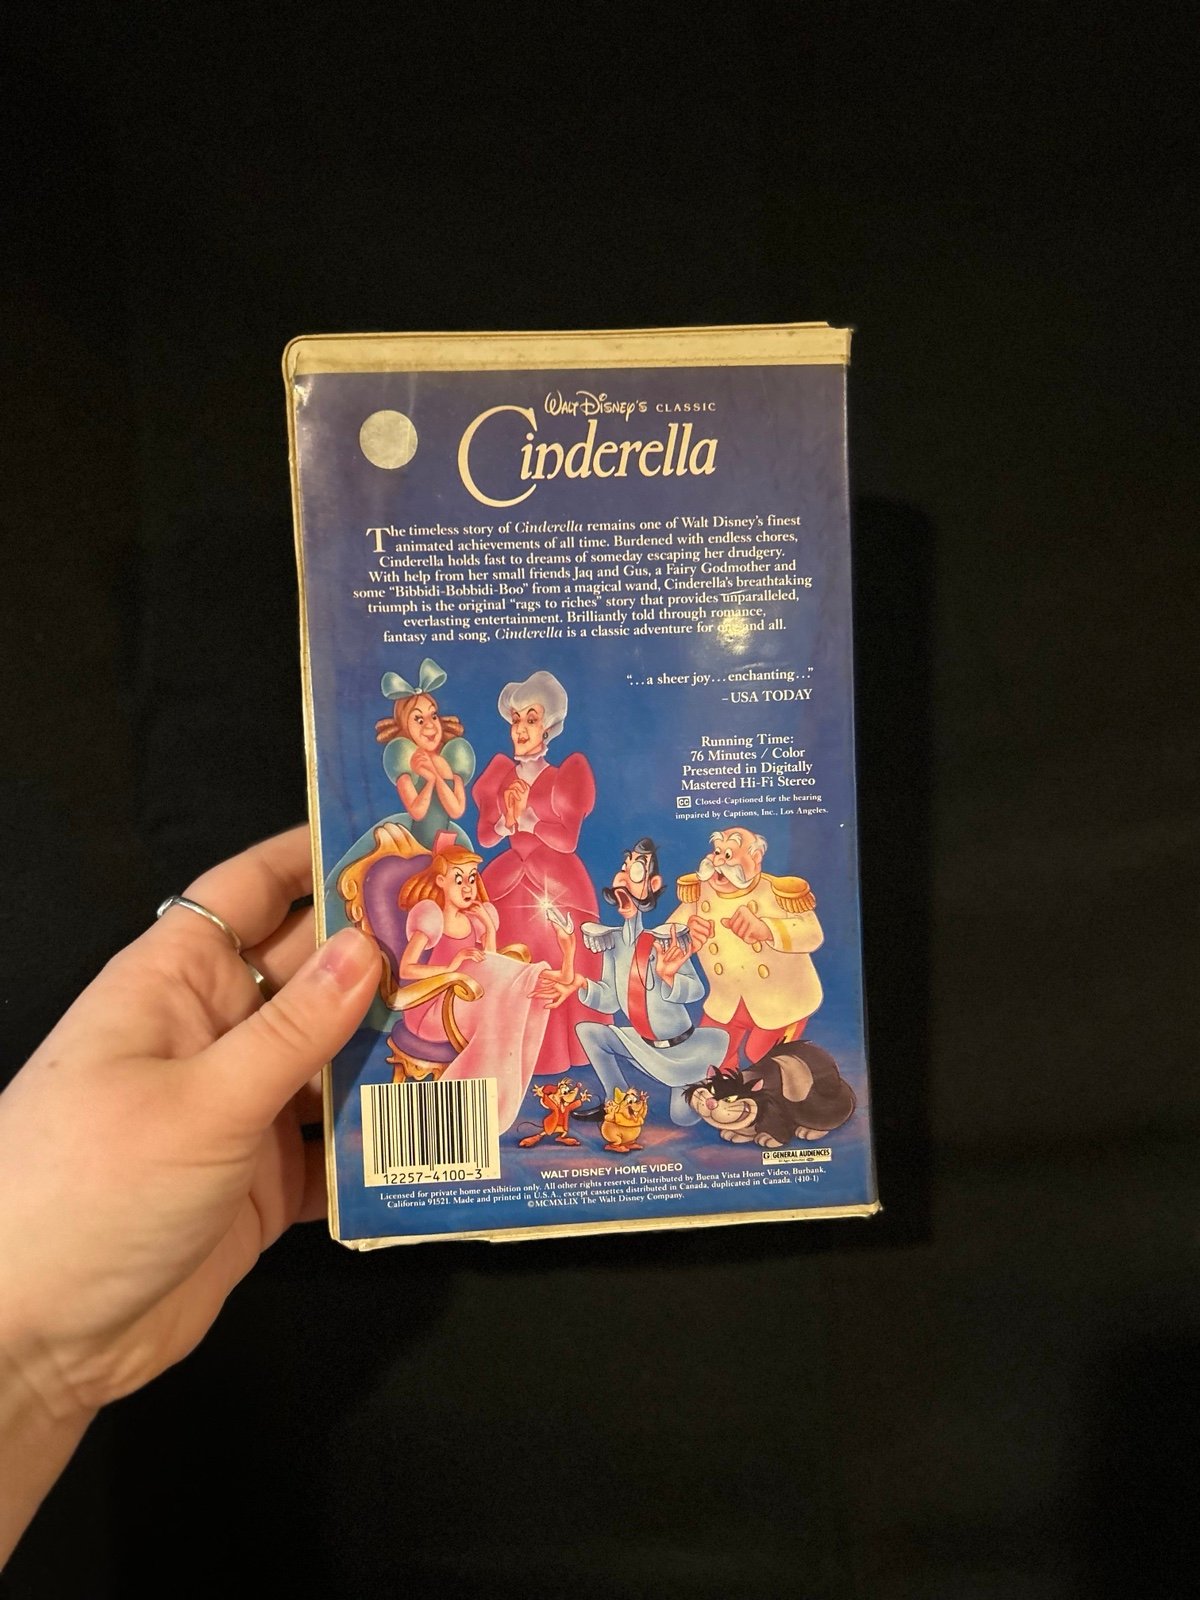 WALT DISNEY'S CLASSIC
Cinderella
The timeless story of Cinderella remains one of Walt Disney's finest
animated achievements of all time. Burdened with endless chores,
Cinderella holds fast to dreams of someday escaping her drudgery.
With help from her small friends Jaq and Gus, a Fairy Godmother and
some "Bibbidi-Bobbidi-Boo" from a magical wand, Cinderella's breathtaking
triumph is the original "rags to riches" story that provides unparalleled,
everlasting entertainment. Brilliantly told through romance,
fantasy and song, Cinderella is a classic adventure for one and all.
"...a sheer joy...enchanting..."
-USA TODAY
Running Time:
76 Minutes / Color
Presented in Digitally
Mastered Hi-Fi Stereo
CC Closed-Captioned for the hearing
impaired by Captions, Inc., Los Angeles.
12257-4100-3
G GENERAL AUDIENCES
WALT DISNEY HOME VIDEO
Licensed for private home exhibition only. All other rights reserved. Distributed by Buena Vista Home Video, Burbank,
California 91521. Made and printed in U.S.A., except cassettes distributed in Canada, duplicated in Canada. (410-1)
©MCMXLIX The Walt Disney Company.